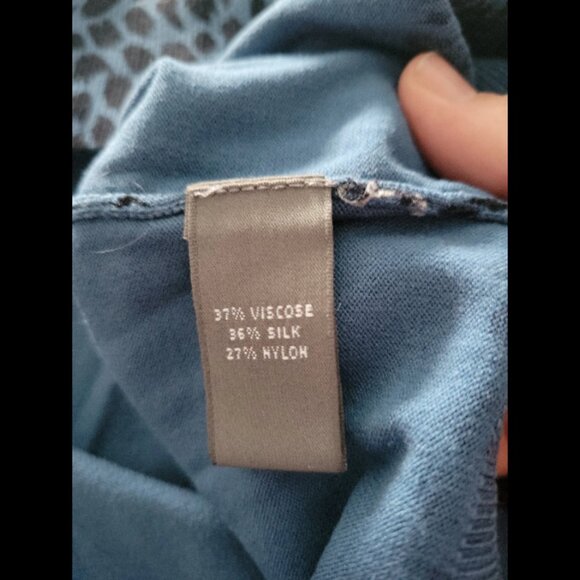 37% VISCOSE
36% SILK
27% NYLON